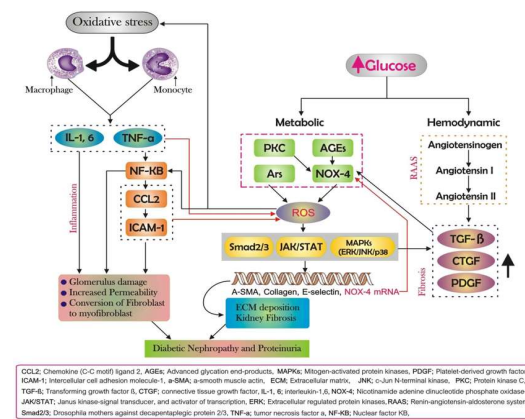 Oxidative stress
Macrophage
Monocyte
Glucose
Metabolic
Hemodynamic
IL-1, 6
TNF-α
PKC
AGEs
Ars
NOX-4
RAAS
Angiotensinogen
Angiotensin I
Angiotensin II
NF-KB
CCL2
ICAM-1
Inflammation
ROS
Smad2/3
JAK/STAT
MAPKs
(ERK/JNK/p38
TGF-ß
CTGF
PDGF
Fibrosis
Glomerulus damage
Increased Permeability
Conversion of Fibroblast
to myofibroblast
A-SMA, Collagen, E-selectin, NOX-4 mRNA
ECM deposition
Kidney Fibrosis
Diabetic Nephropathy and Proteinuria
CCL2; Chemokine (C-C motif) ligand 2, AGEs; Advanced glycation end-products, MAPKs; Mitogen-activated protein kinases, PDGF; Platelet-derived growth facto
ICAM-1; Intercellular cell adhesion molecule-1, a-SMA; a-smooth muscle actin, ECM; Extracellular matrix, JNK; c-Jun N-terminal kinase, PKC; Protein kinase C
TGF-ß; Transforming growth factor ß, CTGF; connective tissue growth factor, IL-1, 6; interleukin-1,6, NOX-4; Nicotinamide adenine dinucleotide phosphate oxidase
JAK/STAT; Janus kinase-signal transducer, and activator of transcription, ERK; Extracellular regulated protein kinases, RAAS; Renin-angiotensin-aldosterone syste
Smad2/3; Drosophila mothers against decapentaplegic protein 2/3, TNF-a; tumor necrosis factor a, NF-KB; Nuclear factor KB,